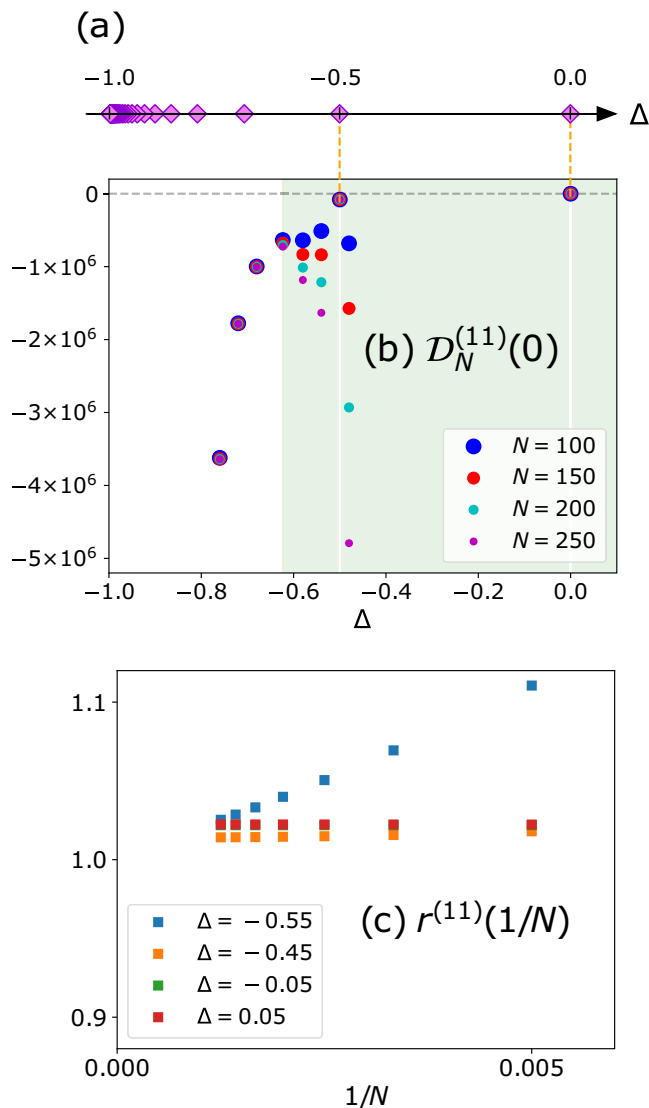 (a)
−1.0 −0.5 0.0
Δ
0
−1×10⁶
−2×10⁶
−3×10⁶
−4×10⁶
−5×10⁶
(b) 𝒟_N^{(11)}(0)
N = 100
N = 150
N = 200
N = 250
−1.0 −0.8 −0.6 −0.4 −0.2 0.0
Δ
1.1
1.0
0.9
(c) r^{(11)}(1/N)
Δ = −0.55
Δ = −0.45
Δ = −0.05
Δ = 0.05
0.000 0.005
1/N